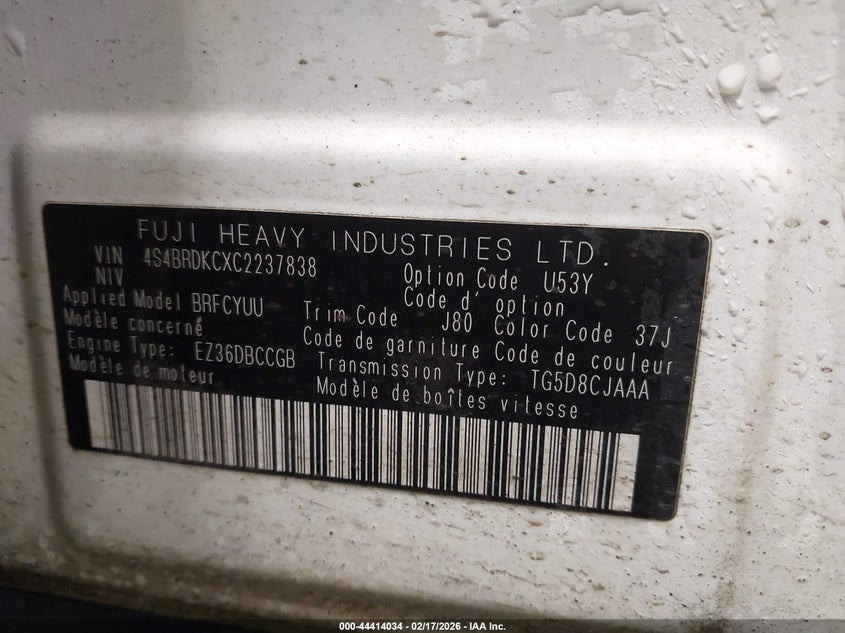 FUJI HEAVY INDUSTRIES LTD.
VIN 4S4BRDKCXC2237838 Option Code U53Y
NIV Code d' option
Applied Model BRFCYUU Trim Code J80 Color Code 37J
Modèle concerné Code de garniture Code de couleur
Engine Type: EZ36DBCCGB Transmission Type: TG5D8CJAAA
Modèle de moteur Modèle de boîtes vitesse
000-44414034 - 02/17/2026 - IAA Inc.